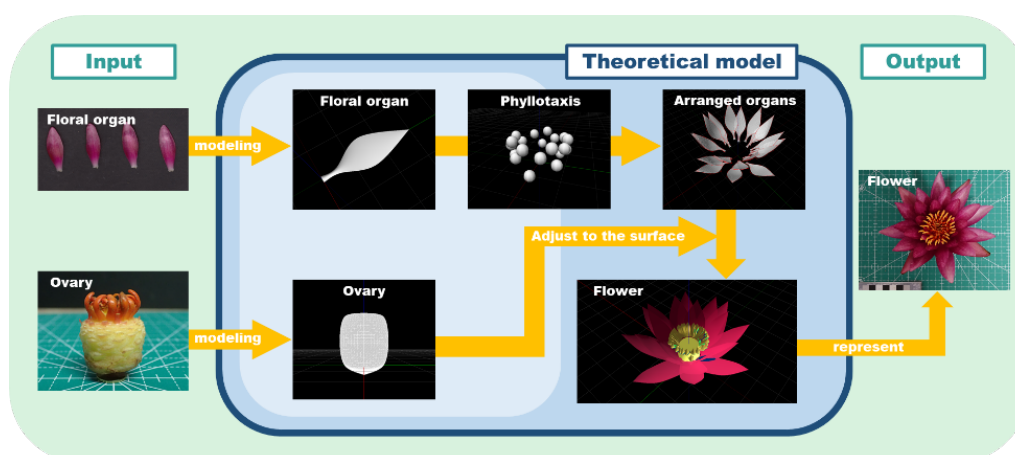 Input
Theoretical model
Output
Floral organ
modeling
Floral organ
Phyllotaxis
Arranged organs
Flower
Adjust to the surface
Ovary
modeling
Ovary
Flower
represent